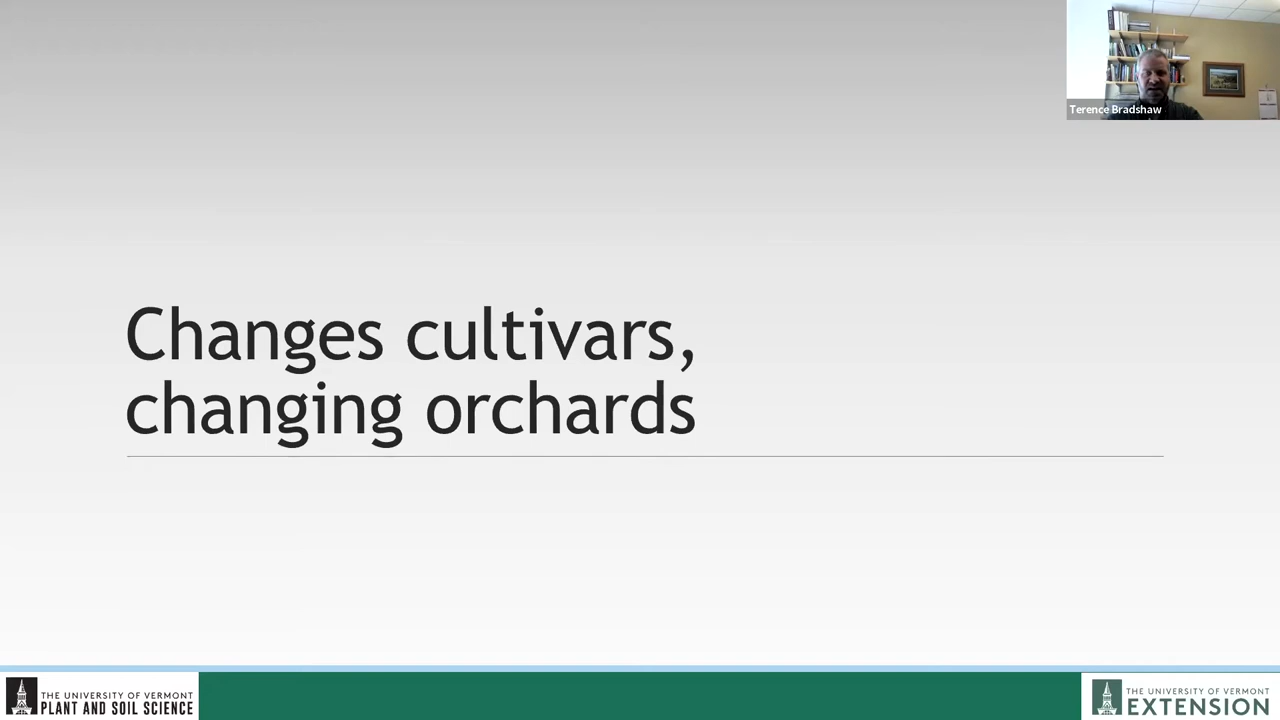 Terence Bradshaw
Changes cultivars,
changing orchards
THE UNIVERSITY OF VERMONT
PLANT AND SOIL SCIENCE
THE UNIVERSITY OF VERMONT
EXTENSION